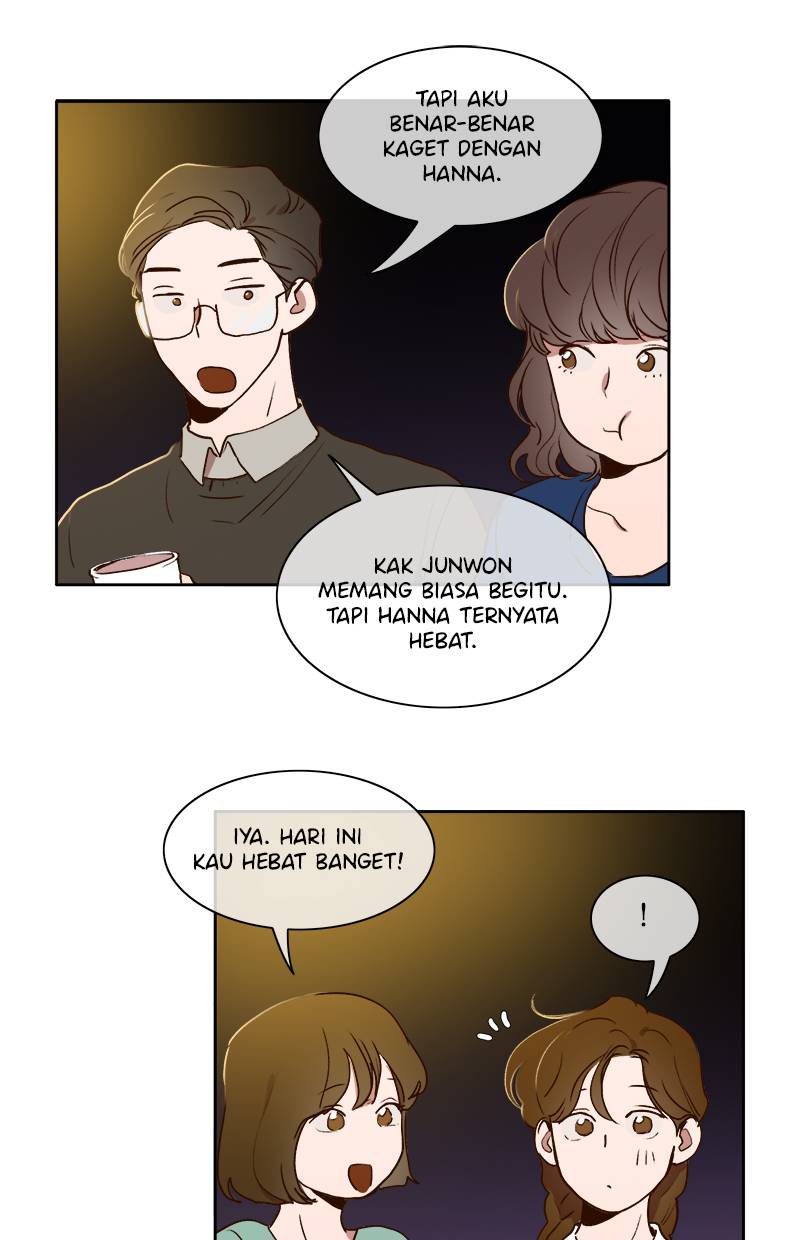 TAPI AKU
BENAR-BENAR
KAGET DENGAN
HANNA.
KAK JUNWON
MEMANG BIASA BEGITU.
TAPI HANNA TERNYATA
HEBAT.
IYA. HARI INI
KAU HEBAT BANGET!
!